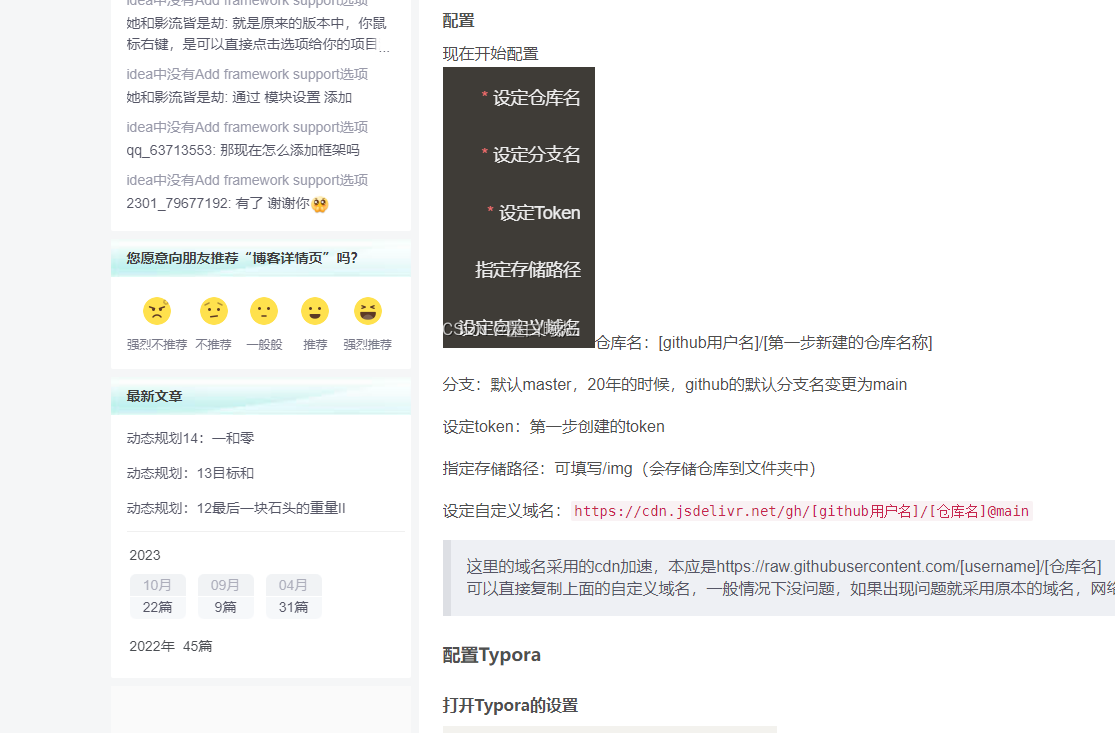 idea中没有Add framework support选项
她和影流皆是劫: 就是原来的版本中，你鼠
标右键，是可以直接点击选项给你的项目...
idea中没有Add framework support选项
她和影流皆是劫: 通过 模块设置 添加
idea中没有Add framework support选项
qq_63713553: 那现在怎么添加框架吗
idea中没有Add framework support选项
2301_79677192: 有了 谢谢你
您愿意向朋友推荐“博客详情页”吗？
强烈不推荐 不推荐 一般般 推荐 强烈推荐
最新文章
动态规划14：一和零
动态规划：13目标和
动态规划：12最后一块石头的重量II
2023
10月 09月 04月
22篇 9篇 31篇
2022年 45篇
配置
现在开始配置
* 设定仓库名
* 设定分支名
* 设定Token
指定存储路径
设定自定义域名
仓库名：[github用户名]/[第一步新建的仓库名称]
分支：默认master，20年的时候，github的默认分支名变更为main
设定token：第一步创建的token
指定存储路径：可填写/img（会存储仓库到文件夹中）
设定自定义域名： https://cdn.jsdelivr.net/gh/[github用户名]/[仓库名]@main
这里的域名采用的cdn加速，本应是https://raw.githubusercontent.com/[username]/[仓库名]
可以直接复制上面的自定义域名，一般情况下没问题，如果出现问题就采用原本的域名，网络
配置Typora
打开Typora的设置